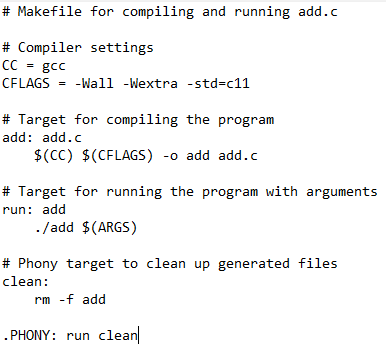 # Makefile for compiling and running add.c

# Compiler settings
CC = gcc
CFLAGS = -Wall -Wextra -std=c11

# Target for compiling the program
add: add.c
    $(CC) $(CFLAGS) -o add add.c

# Target for running the program with arguments
run: add
    ./add $(ARGS)

# Phony target to clean up generated files
clean:
    rm -f add

.PHONY: run clean